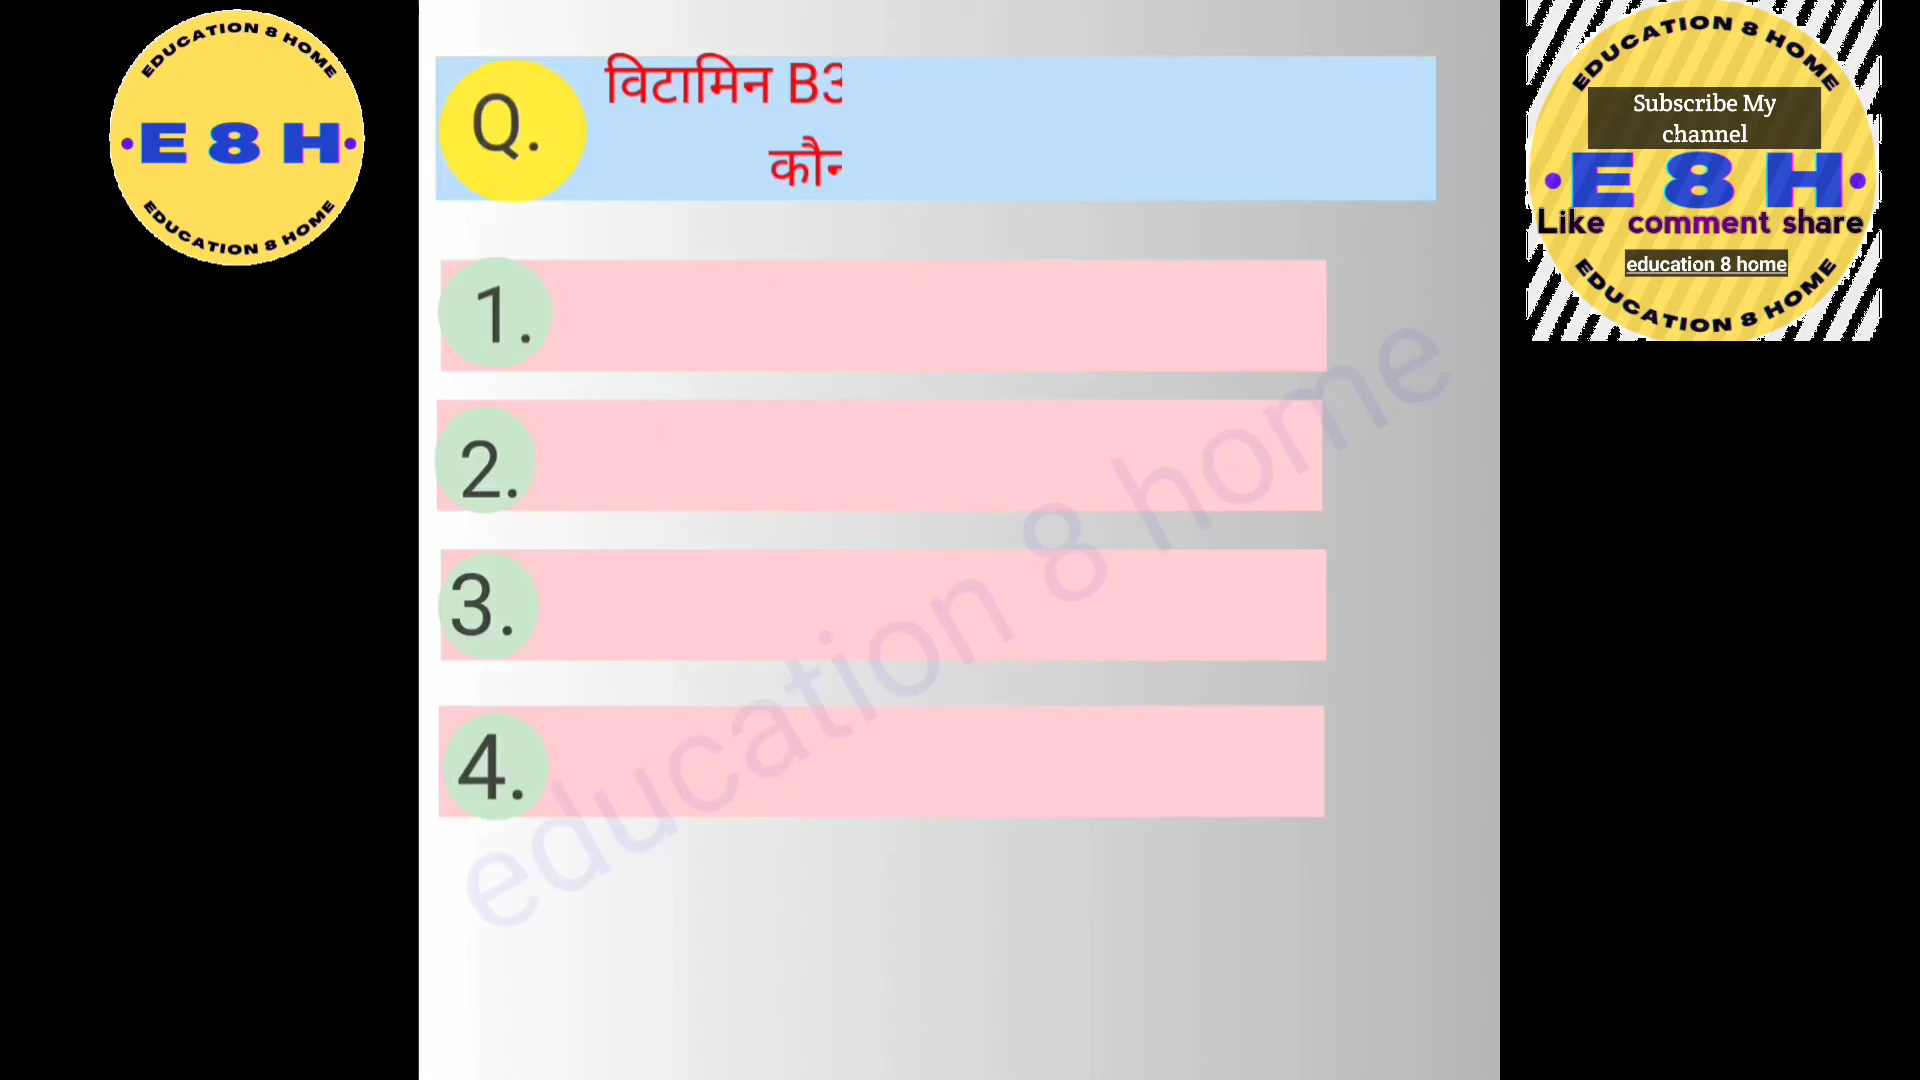 EDUCATION 8 HOME
E 8 H
EDUCATION 8 HOME
Q.
विटामिन B3
1.
2.
3.
4.
education 8 home
EDUCATION 8 HOME
Subscribe My
channel
E 8 H
Like comment share
education 8 home
EDUCATION 8 HOME